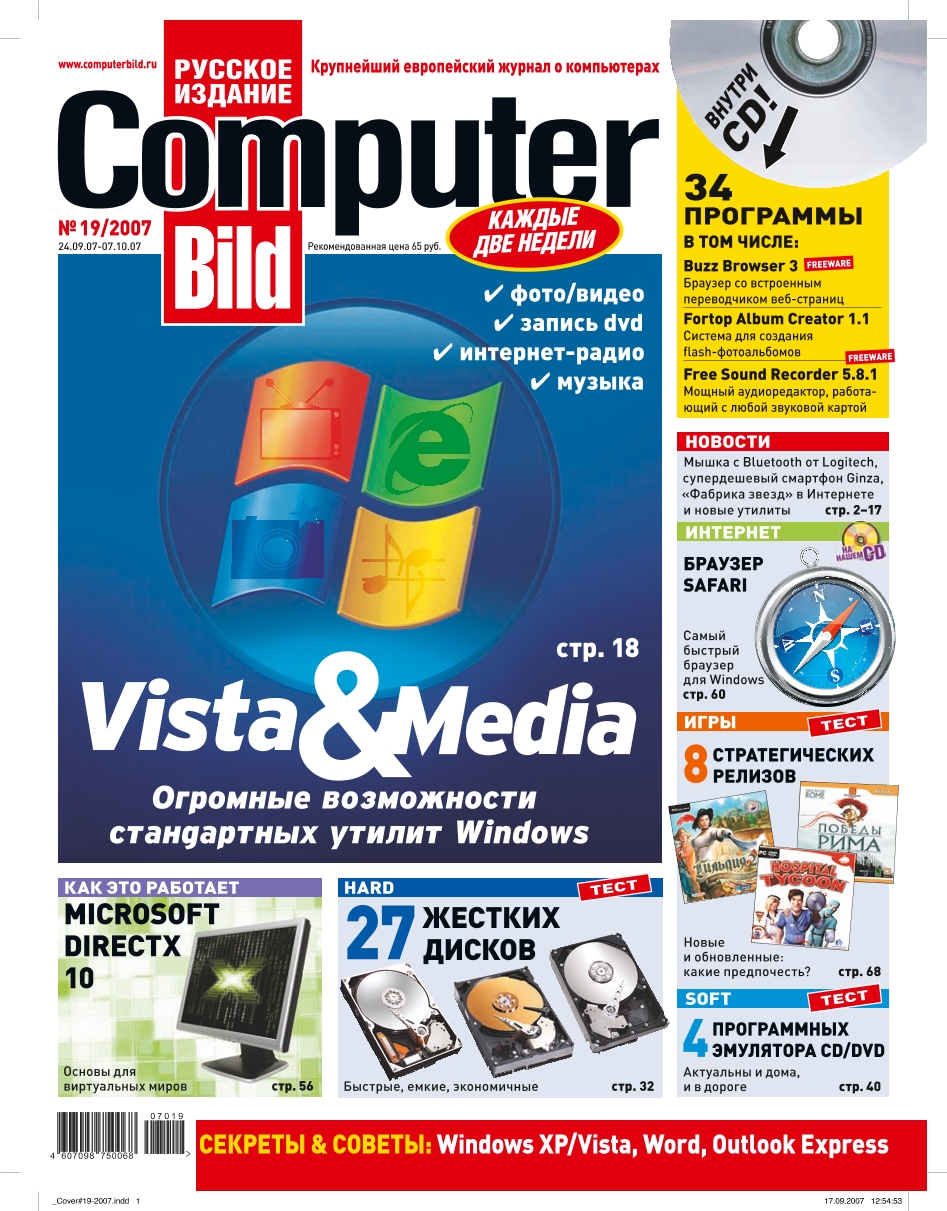 www.computerbild.ru
РУССКОЕ
ИЗДАНИЕ
Крупнейший европейский журнал о компьютерах
Computer
Bild
№ 19/2007
24.09.07-07.10.07
Рекомендованная цена 65 руб.
КАЖДЫЕ
ДВЕ НЕДЕЛИ
✔ фото/видео
✔ запись dvd
✔ интернет-радио
✔ музыка
стр. 18
Vista&Media
Огромные возможности
стандартных утилит Windows
ВНУТРИ
CD!
34
ПРОГРАММЫ
В ТОМ ЧИСЛЕ:
Buzz Browser 3 FREEWARE
Браузер со встроенным
переводчиком веб-страниц
Fortop Album Creator 1.1
Система для создания
flash-фотоальбомов
FREEWARE
Free Sound Recorder 5.8.1
Мощный аудиоредактор, работа-
ющий с любой звуковой картой
НОВОСТИ
Мышка с Bluetooth от Logitech,
супердешевый смартфон Ginza,
«Фабрика звезд» в Интернете
и новые утилиты стр. 2–17
ИНТЕРНЕТ
НА
НАШЕМ CD
БРАУЗЕР
SAFARI
N
E
W
S
Самый
быстрый
браузер
для Windows
стр. 60
ИГРЫ
ТЕСТ
8 СТРАТЕГИЧЕСКИХ
РЕЛИЗОВ
Гильдия 2
ПОБЕДЫ
РИМА
HOSPITAL
TYCOON
Новые
и обновленные:
какие предпочесть? стр. 68
SOFT
ТЕСТ
4 ПРОГРАММНЫХ
ЭМУЛЯТОРА CD/DVD
Актуальны и дома,
и в дороге стр. 40
КАК ЭТО РАБОТАЕТ
MICROSOFT
DIRECTX
10
Основы для
виртуальных миров стр. 56
HARD
ТЕСТ
27 ЖЕСТКИХ
ДИСКОВ
Быстрые, емкие, экономичные стр. 32
07019
4 607098 750068 >
СЕКРЕТЫ & СОВЕТЫ: Windows XP/Vista, Word, Outlook Express
_Cover#19-2007.indd 1
17.09.2007 12:54:53